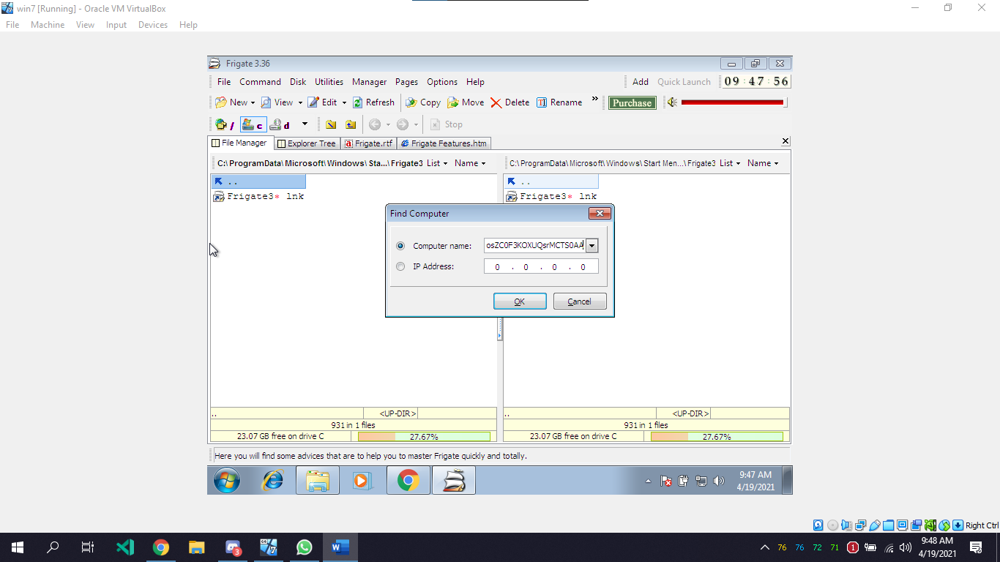 win7 [Running] - Oracle VM VirtualBox
File Machine View Input Devices Help
Frigate 3.36
File Command Disk Utilities Manager Pages Options Help Add Quick Launch 09:47:56
New View Edit Refresh Copy Move Delete Rename » Purchase
/ c d Stop
File Manager Explorer Tree Frigate.rtf Frigate Features.htm
C:\ProgramData\Microsoft\Windows\Sta...\Frigate3 List Name C:\ProgramData\Microsoft\Windows\Start Men...\Frigate3 List Name
.. ..
Frigate3* lnk Frigate3* lnk
Find Computer
Computer name: osZC0F3KOXUQsrMCTS0AA
IP Address: 0 . 0 . 0 . 0
OK Cancel
.. <UP-DIR> .. <UP-DIR>
931 in 1 files 931 in 1 files
23.07 GB free on drive C 27.67% 23.07 GB free on drive C 27.67%
Here you will find some advices that are to help you to master Frigate quickly and totally.
9:47 AM
4/19/2021
Right Ctrl
3 7 W 76 76 72 71 1 9:48 AM
4/19/2021